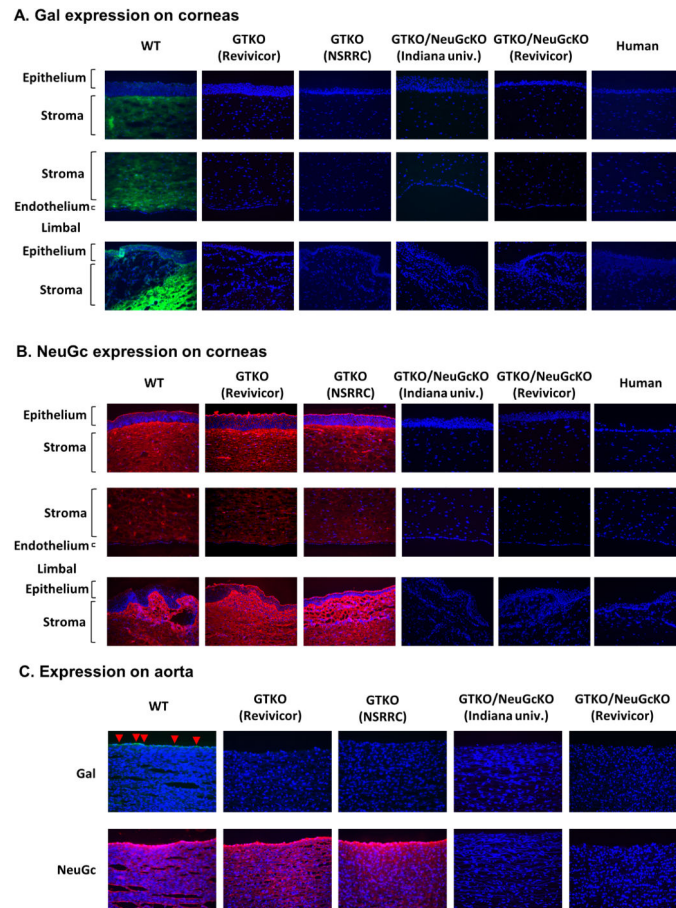 A. Gal expression on corneas
WT
GTKO
(Revivicor)
GTKO
(NSRRC)
GTKO/NeuGcKO
(Indiana univ.)
GTKO/NeuGcKO
(Revivicor)
Human
Epithelium
Stroma
Stroma
Endothelium
Limbal
Epithelium
Stroma
B. NeuGc expression on corneas
WT
GTKO
(Revivicor)
GTKO
(NSRRC)
GTKO/NeuGcKO
(Indiana univ.)
GTKO/NeuGcKO
(Revivicor)
Human
Epithelium
Stroma
Stroma
Endothelium
Limbal
Epithelium
Stroma
C. Expression on aorta
WT
GTKO
(Revivicor)
GTKO
(NSRRC)
GTKO/NeuGcKO
(Indiana univ.)
GTKO/NeuGcKO
(Revivicor)
Gal
NeuGc